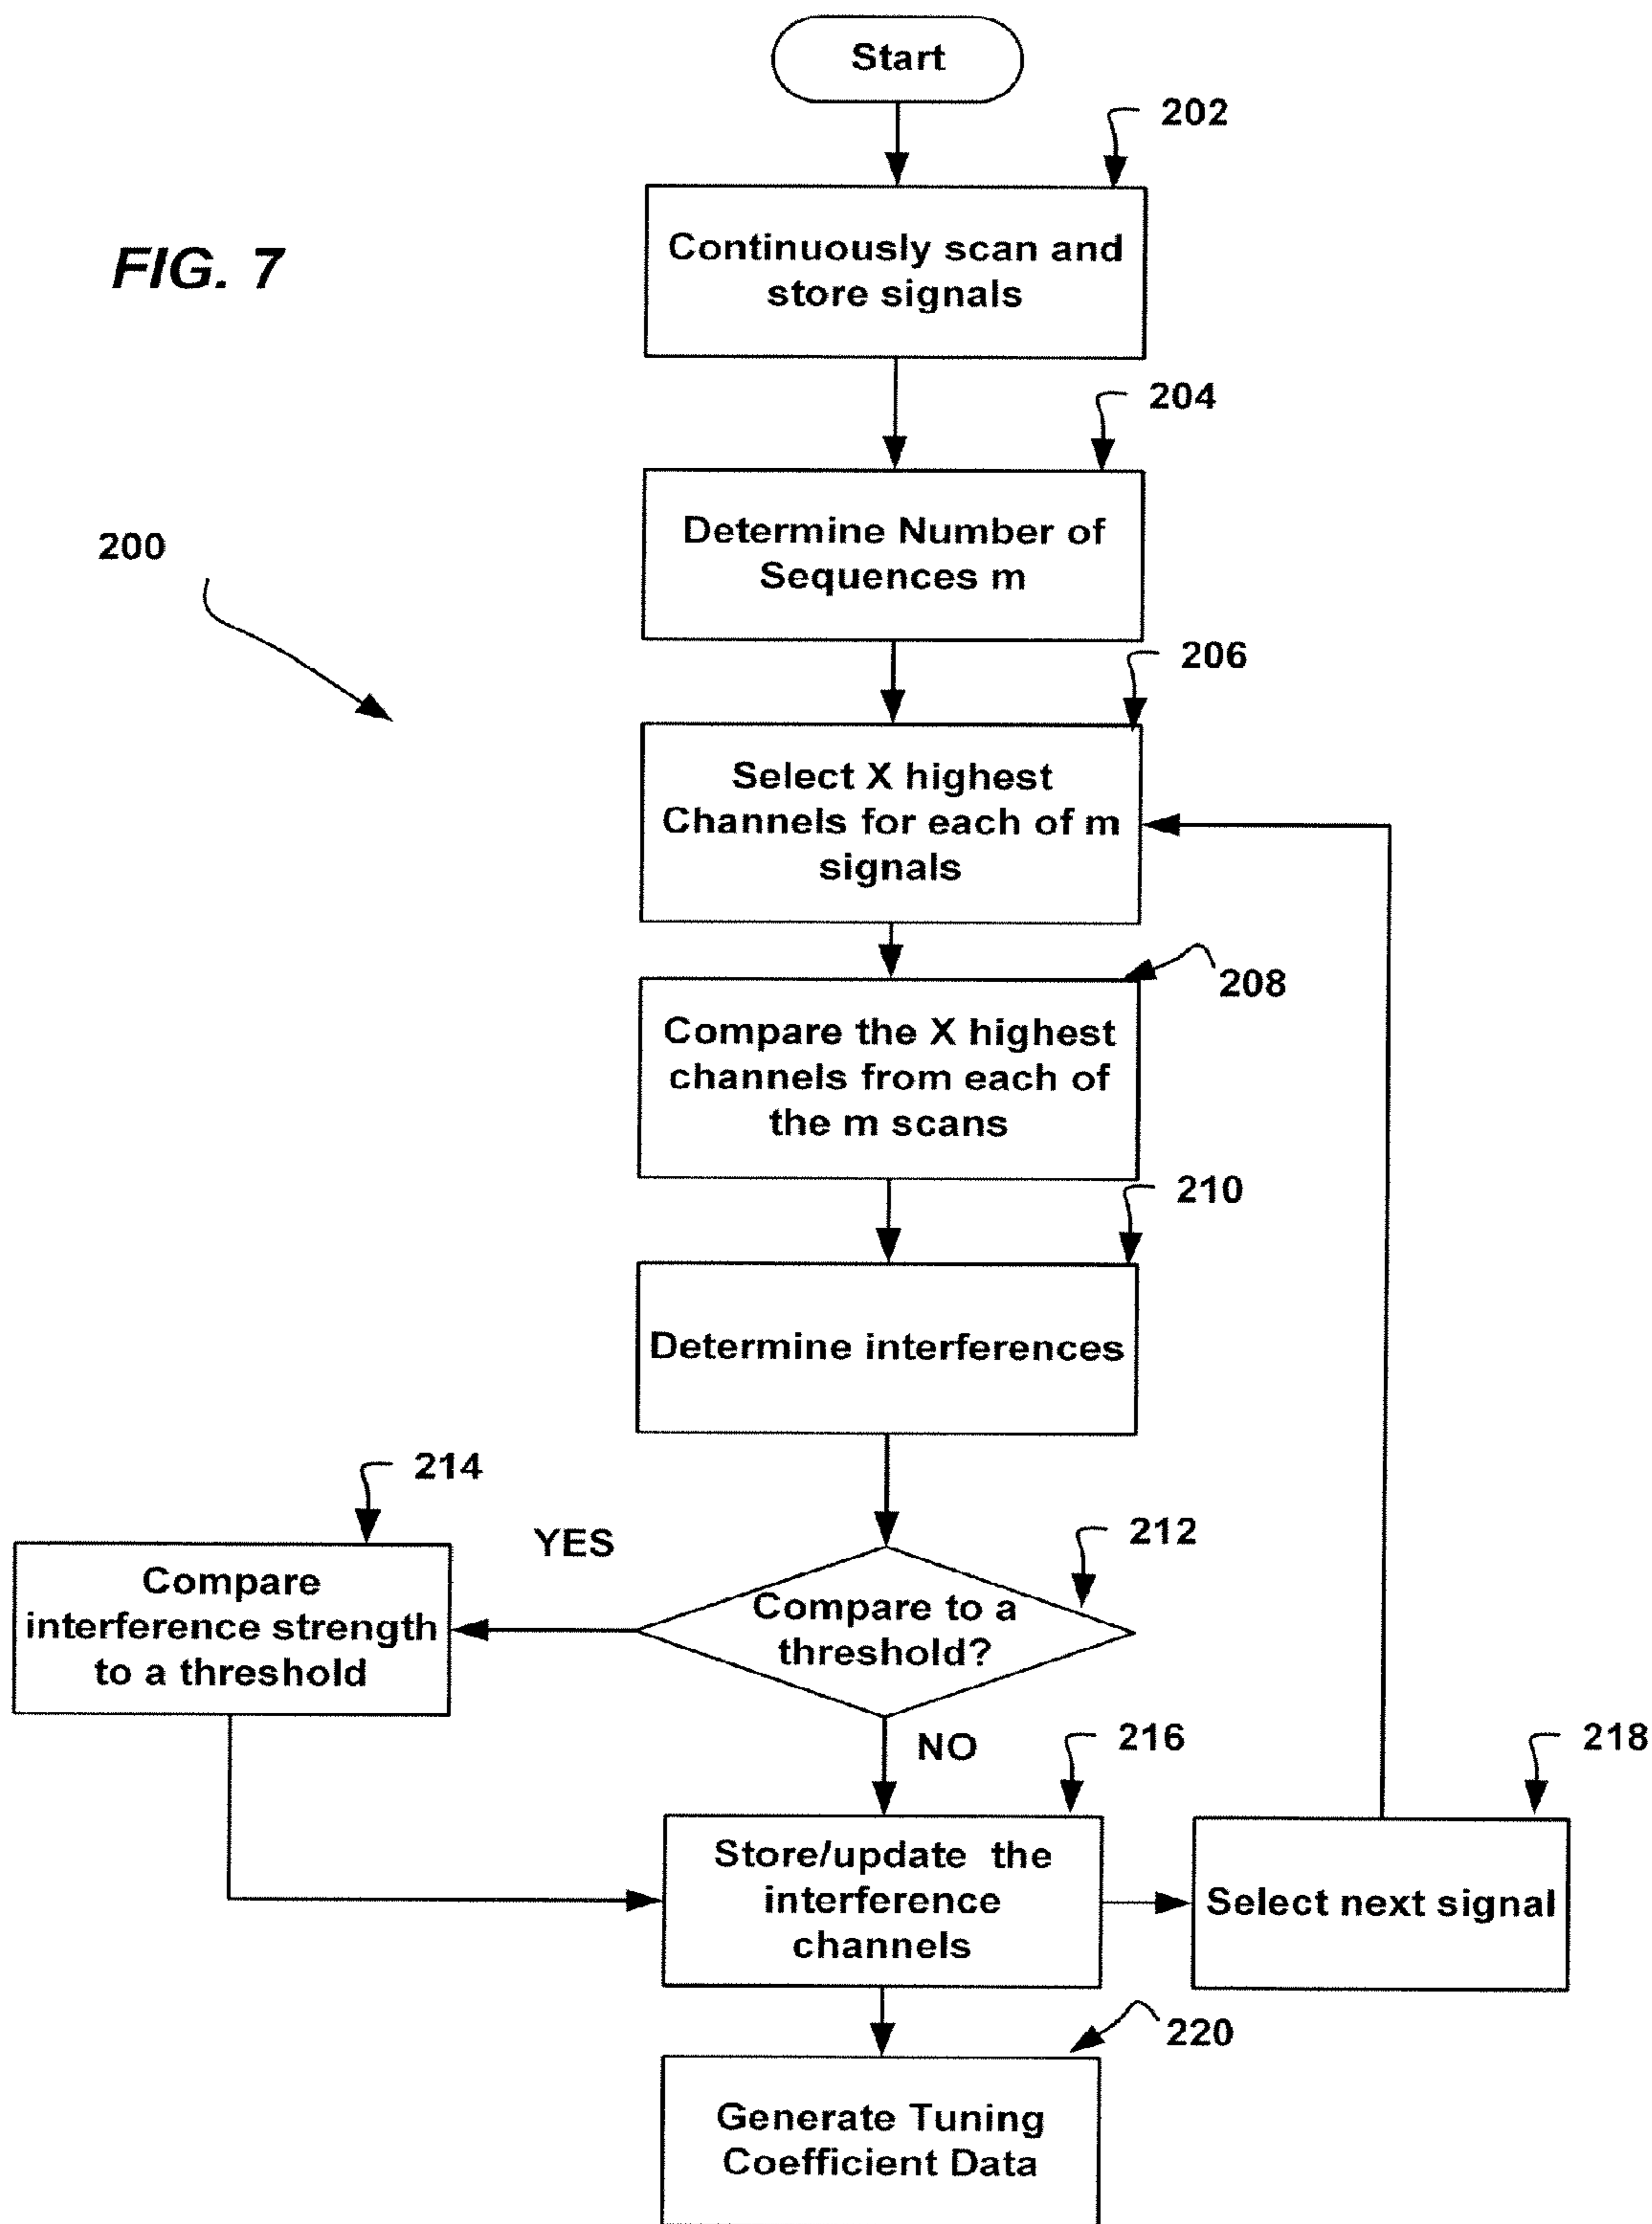 Start
202
Continuously scan and
store signals
FIG. 7
204
Determine Number of
Sequences m
200
206
Select X highest
Channels for each of m
signals
208
Compare the X highest
channels from each of
the m scans
210
Determine interferences
214
YES
212
Compare
interference strength
to a threshold
Compare to a
threshold?
NO
216
218
Store/update the
interference
channels
Select next signal
220
Generate Tuning
Coefficient Data